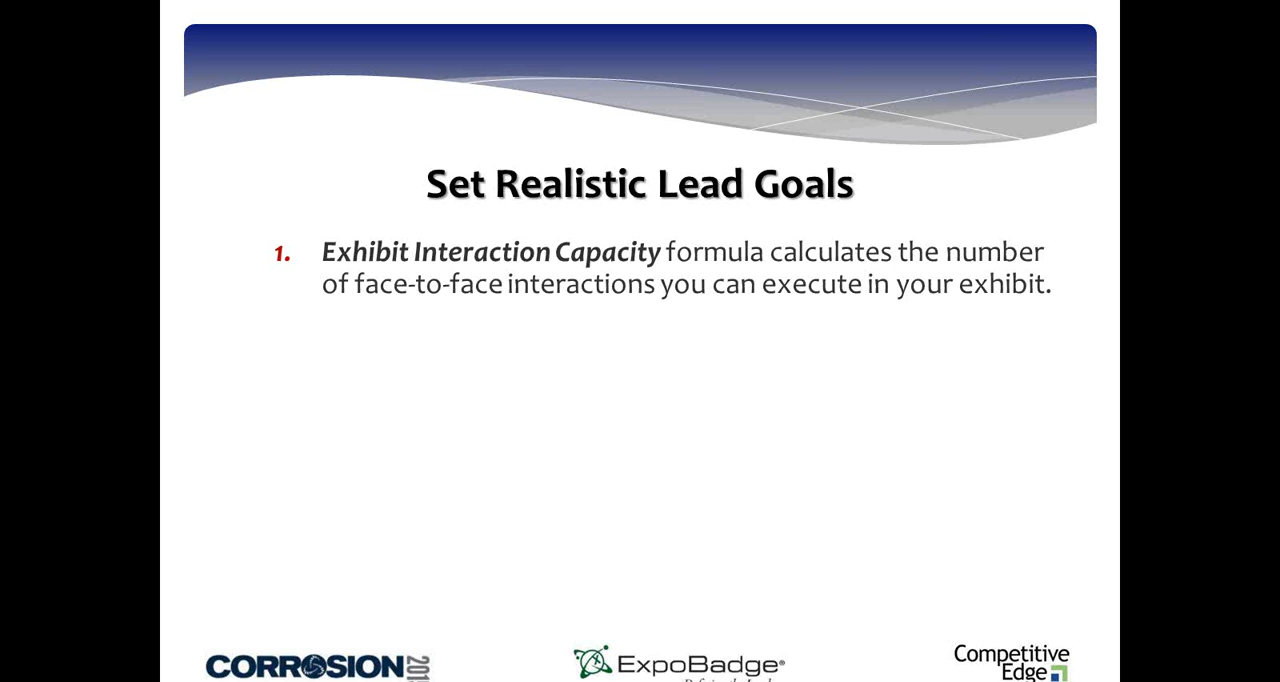 Set Realistic Lead Goals
1. Exhibit Interaction Capacity formula calculates the number
of face-to-face interactions you can execute in your exhibit.
CORROSION
ExpoBadge®
Competitive
Edge